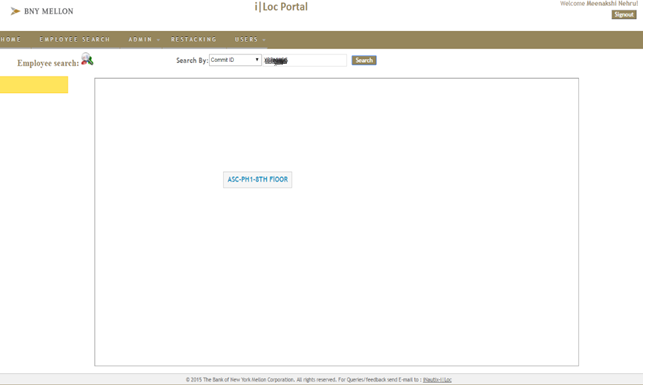 BNY MELLON
i|Loc Portal
Welcome Meenakshi Nehrul
Signout
HOME EMPLOYEE SEARCH ADMIN RESTACKING USERS
Employee search:
Search By: Commit ID Search
ASC-PH1-8TH FlOOR
© 2015 The Bank of New York Mellon Corporation. All rights reserved. For Queries/feedback send E-mail to :